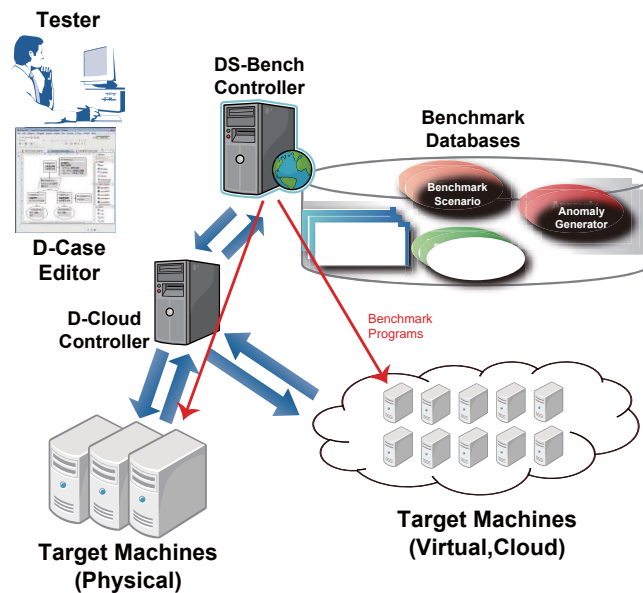 Tester
DS-Bench
Controller
Benchmark
Databases
Benchmark
Scenario
Anomaly
Generator
D-Case
Editor
D-Cloud
Controller
Benchmark
Programs
Target Machines
(Physical)
Target Machines
(Virtual,Cloud)